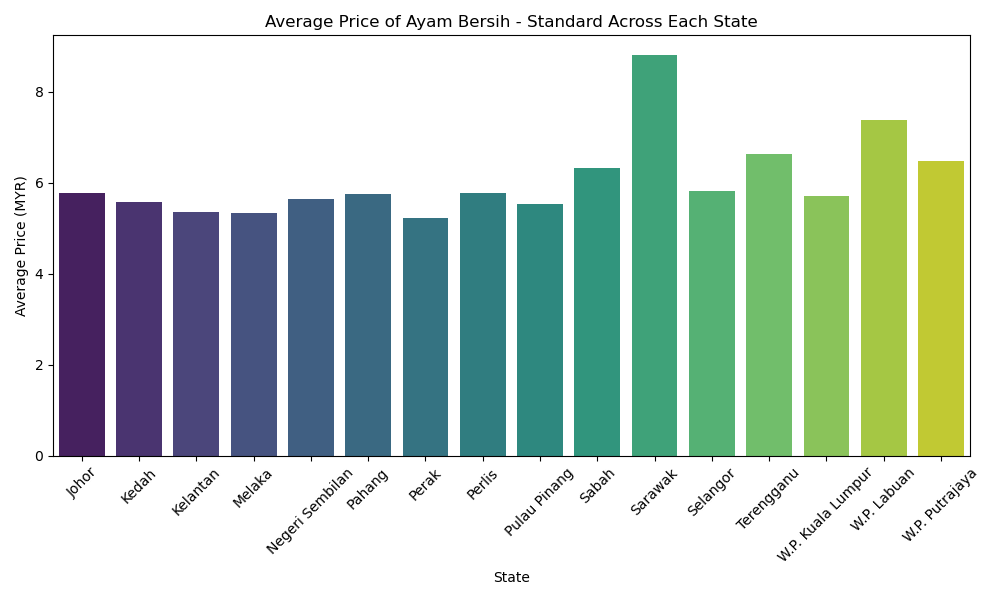 Average Price of Ayam Bersih - Standard Across Each State
Average Price (MYR)
8
6
4
2
0
Johor
Kedah
Kelantan
Melaka
Negeri Sembilan
Pahang
Perak
Perlis
Pulau Pinang
Sabah
Sarawak
Selangor
Terengganu
W.P. Kuala Lumpur
W.P. Labuan
W.P. Putrajaya
State